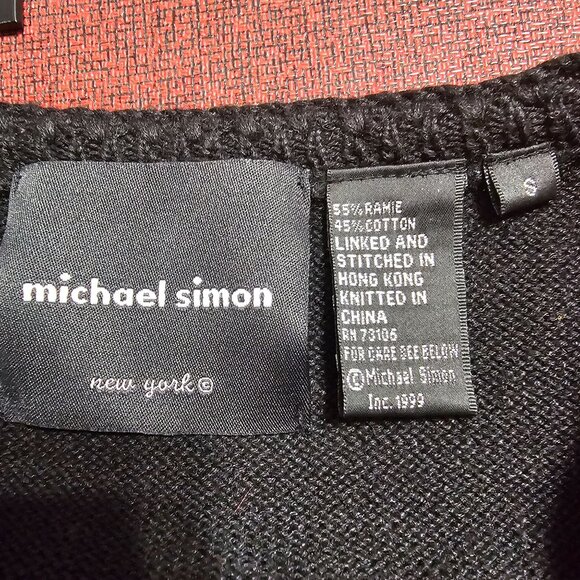 michael simon
new york ©
55% RAMIE
45% COTTON
LINKED AND
STITCHED IN
HONG KONG
KNITTED IN
CHINA
RN 73106
FOR CARE SEE BELOW
© Michael Simon
Inc. 1999
S